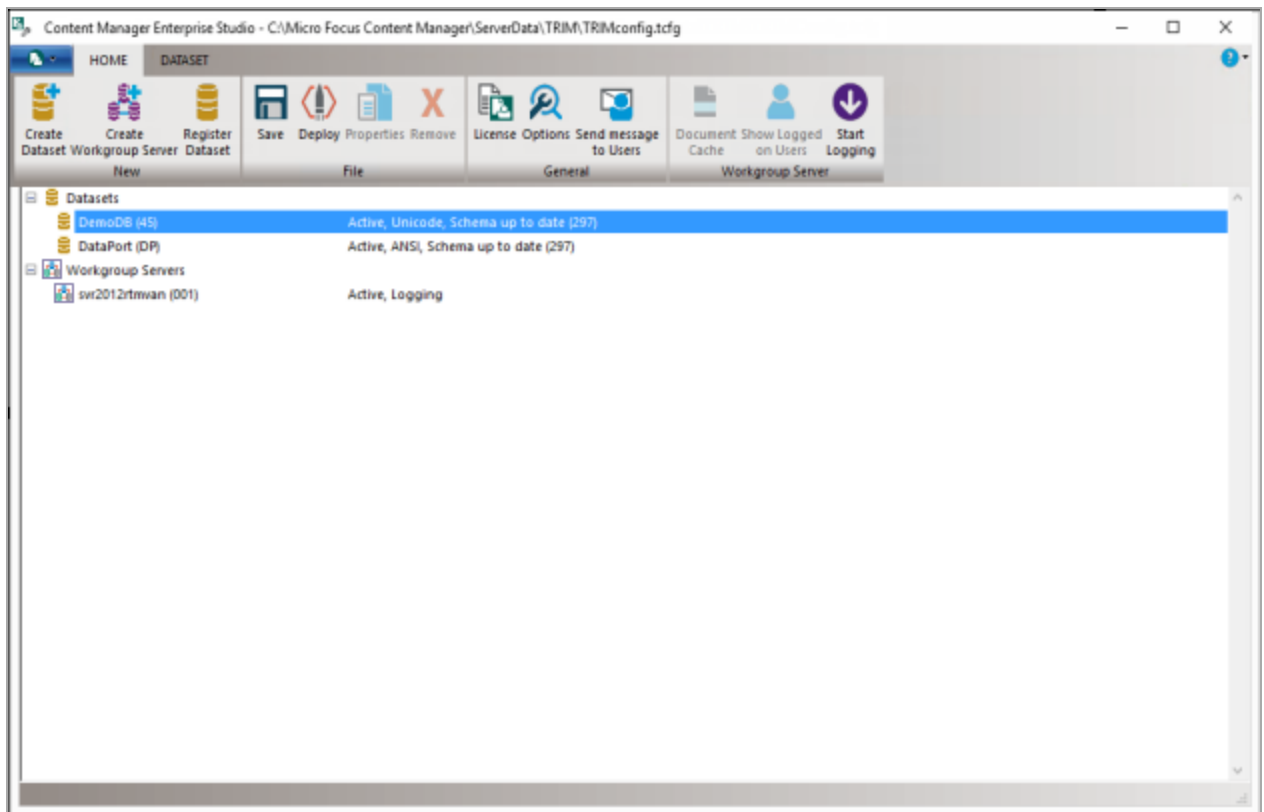 Content Manager Enterprise Studio - C:\Micro Focus Content Manager\ServerData\TRIM\TRIMconfig.tcfg
HOME DATASET
Create Dataset Create Workgroup Server Register Dataset Save Deploy Properties Remove License Options Send message to Users Document Cache Show Logged on Users Start Logging
New File General Workgroup Server
Datasets
DemoDB (45) Active, Unicode, Schema up to date (297)
DataPort (DP) Active, ANSI, Schema up to date (297)
Workgroup Servers
svr2012rtmwan (001) Active, Logging